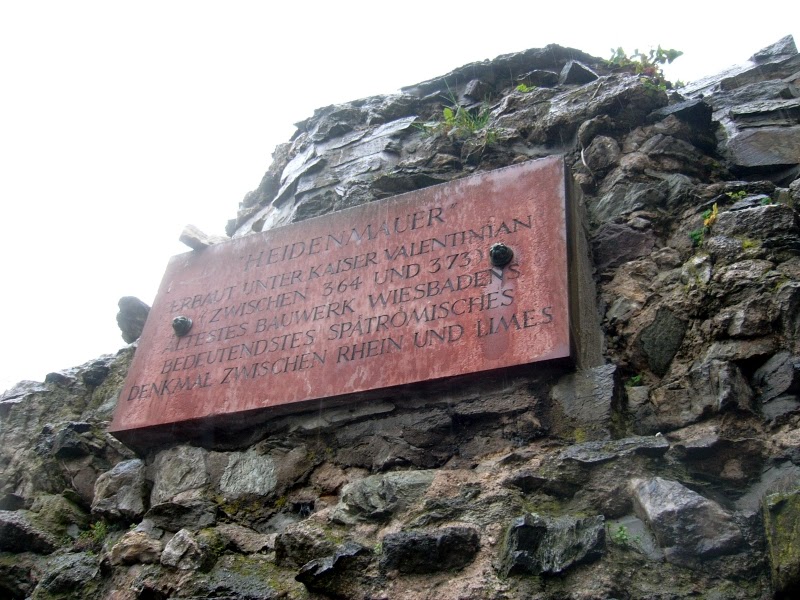 "HEIDENMAUER"
ERBAUT UNTER KAISER VALENTINIAN
(ZWISCHEN 364 UND 373)
ÄLTESTES BAUWERK WIESBADENS
BEDEUTENDSTES SPÄTRÖMISCHES
DENKMAL ZWISCHEN RHEIN UND LIMES